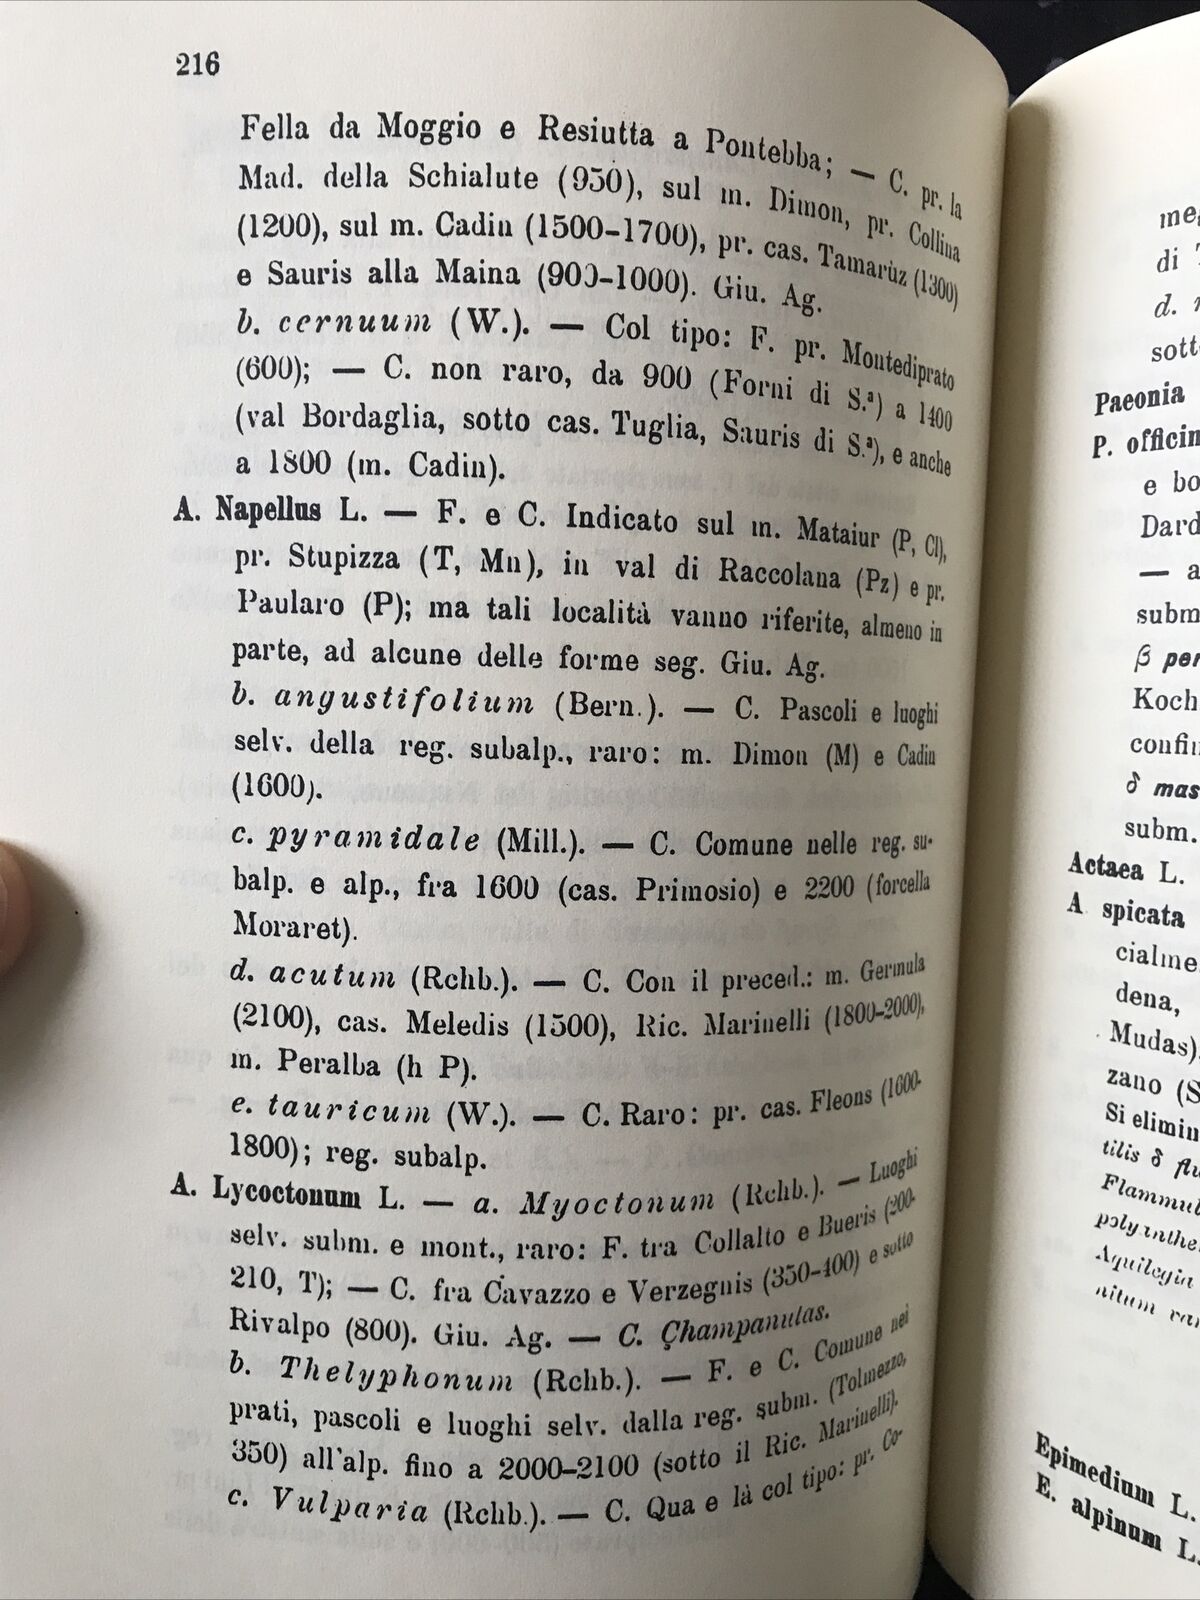 216
Fella da Moggio e Resiutta a Pontebba; — C. pr. la
Mad. della Schialute (950), sul m. Dimon, pr. Collina
(1200), sul m. Cadin (1500-1700), pr. cas. Tamarùz (1300)
e Sauris alla Maina (900-1000). Giu. Ag.
b. cernuum (W.). — Col tipo: F. pr. Montediprato
(600); — C. non raro, da 900 (Forni di S.ª) a 1400
(val Bordaglia, sotto cas. Tuglia, Sauris di S.ª), e anche
a 1800 (m. Cadin).
A. Napellus L. — F. e C. Indicato sul m. Mataiur (P, Cl),
pr. Stupizza (T, Mn), in val di Raccolana (Pz) e pr.
Paularo (P); ma tali località vanno riferite, almeno in
parte, ad alcune delle forme seg. Giu. Ag.
b. angustifolium (Bern.). — C. Pascoli e luoghi
selv. della reg. subalp., raro: m. Dimon (M) e Cadin
(1600).
c. pyramidale (Mill.). — C. Comune nelle reg. su-
balp. e alp., fra 1600 (cas. Primosio) e 2200 (forcella
Moraret).
d. acutum (Rchb.). — C. Con il preced.: m. Germula
(2100), cas. Meledis (1500), Ric. Marinelli (1800-2000),
m. Peralba (h P).
e. tauricum (W.). — C. Raro: pr. cas. Fleons (1600-
1800); reg. subalp.
A. Lycoctonum L. — a. Myoctonum (Rchb.). — Luoghi
selv. subm. e mont., raro: F. tra Collalto e Bueris (200-
210, T); — C. fra Cavazzo e Verzegnis (350-400) e sotto
Rivalpo (800). Giu. Ag. — C. Çhampanulas.
b. Thelyphonum (Rchb.). — F. e C. Comune nei
prati, pascoli e luoghi selv. dalla reg. subm. (Tolmezzo,
350) all'alp. fino a 2000-2100 (sotto il Ric. Marinelli).
c. Vulparia (Rchb.). — C. Qua e là col tipo: pr. Co-
di
d.
sott
Paeonia
P. officin
e bo
Dard
— a
subm
β per
Koch
confin
δ mas
subm.
Actaea L.
A spicata
cialme
dena,
Mudas)
zano (S
Si elimin
tilis δ flu
Flammul
polyanthe
Aquilegia
nitum rar
Epimedium L.
E. alpinum L.